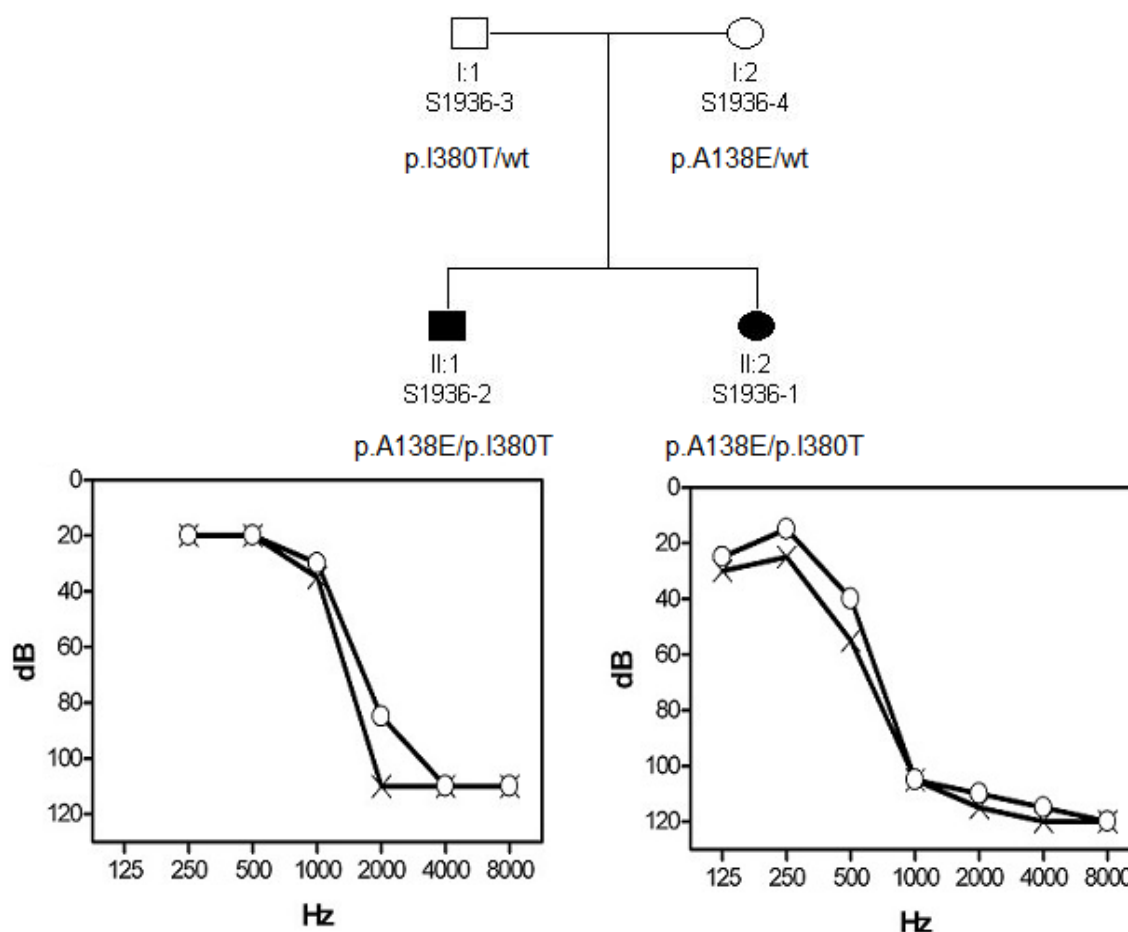 I:1 I:2
S1936-3 S1936-4
p.I380T/wt p.A138E/wt
II:1 II:2
S1936-2 S1936-1
p.A138E/p.I380T p.A138E/p.I380T
0
20
40
60
80
100
120
dB
125 250 500 1000 2000 4000 8000
Hz
0
20
40
60
80
100
120
dB
125 250 500 1000 2000 4000 8000
Hz